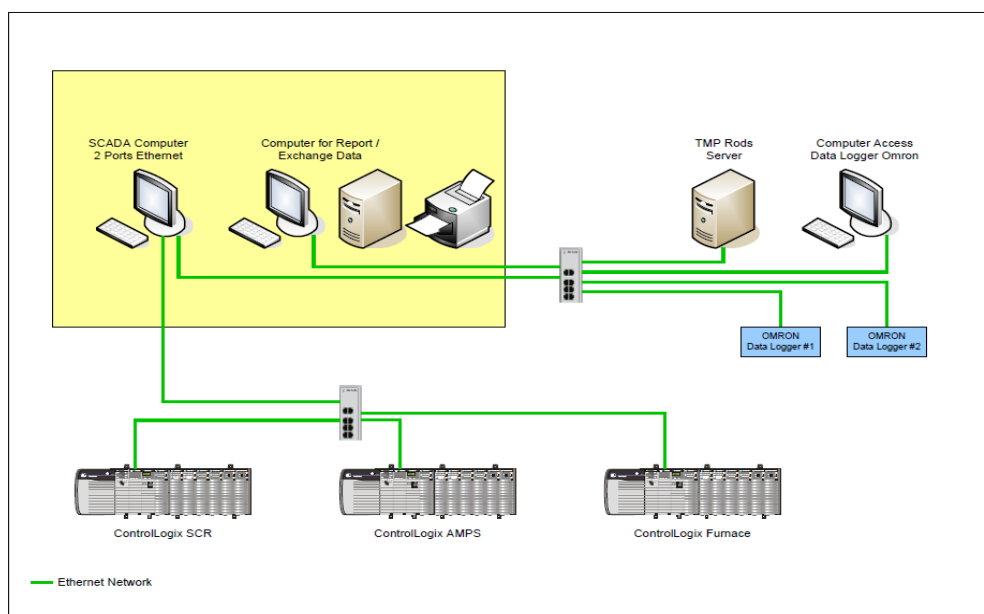 SCADA Computer
2 Ports Ethernet
Computer for Report /
Exchange Data
TMP Rods
Server
Computer Access
Data Logger Omron
OMRON
Data Logger #1
OMRON
Data Logger #2
ControlLogix SCR
ControlLogix AMPS
ControlLogix Furnace
Ethernet Network